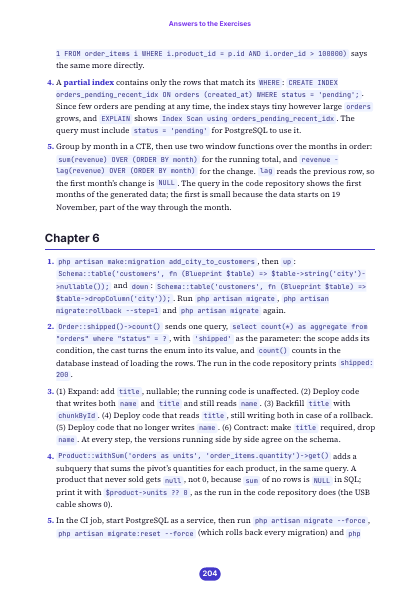 Answers to the Exercises
1 FROM order_items i WHERE i.product_id = p.id AND i.order_id > 100000) says
the same more directly.
4. A partial index contains only the rows that match its WHERE: CREATE INDEX
orders_pending_recent_idx ON orders (created_at) WHERE status = 'pending';.
Since few orders are pending at any time, the index stays tiny however large orders
grows, and EXPLAIN shows Index Scan using orders_pending_recent_idx. The
query must include status = 'pending' for PostgreSQL to use it.
5. Group by month in a CTE, then use two window functions over the months in order:
sum(revenue) OVER (ORDER BY month) for the running total, and revenue -
lag(revenue) OVER (ORDER BY month) for the change. lag reads the previous row, so
the first month's change is NULL. The query in the code repository shows the first
months of the generated data; the first is small because the data starts on 19
November, part of the way through the month.
Chapter 6
1. php artisan make:migration add_city_to_customers, then up:
Schema::table('customers', fn (Blueprint $table) => $table->string('city')-
>nullable()); and down: Schema::table('customers', fn (Blueprint $table) =>
$table->dropColumn('city'));. Run php artisan migrate, php artisan
migrate:rollback --step=1 and php artisan migrate again.
2. Order::shipped()->count() sends one query, select count(*) as aggregate from
"orders" where "status" = ?, with 'shipped' as the parameter: the scope adds its
condition, the cast turns the enum into its value, and count() counts in the
database instead of loading the rows. The run in the code repository prints shipped:
200.
3. (1) Expand: add title, nullable; the running code is unaffected. (2) Deploy code
that writes both name and title and still reads name. (3) Backfill title with
chunkById. (4) Deploy code that reads title, still writing both in case of a rollback.
(5) Deploy code that no longer writes name. (6) Contract: make title required, drop
name. At every step, the versions running side by side agree on the schema.
4. Product::withSum('orders as units', 'order_items.quantity')->get() adds a
subquery that sums the pivot's quantities for each product, in the same query. A
product that never sold gets null, not 0, because sum of no rows is NULL in SQL;
print it with $product->units ?? 0, as the run in the code repository does (the USB
cable shows 0).
5. In the CI job, start PostgreSQL as a service, then run php artisan migrate --force,
php artisan migrate:reset --force (which rolls back every migration) and php
204